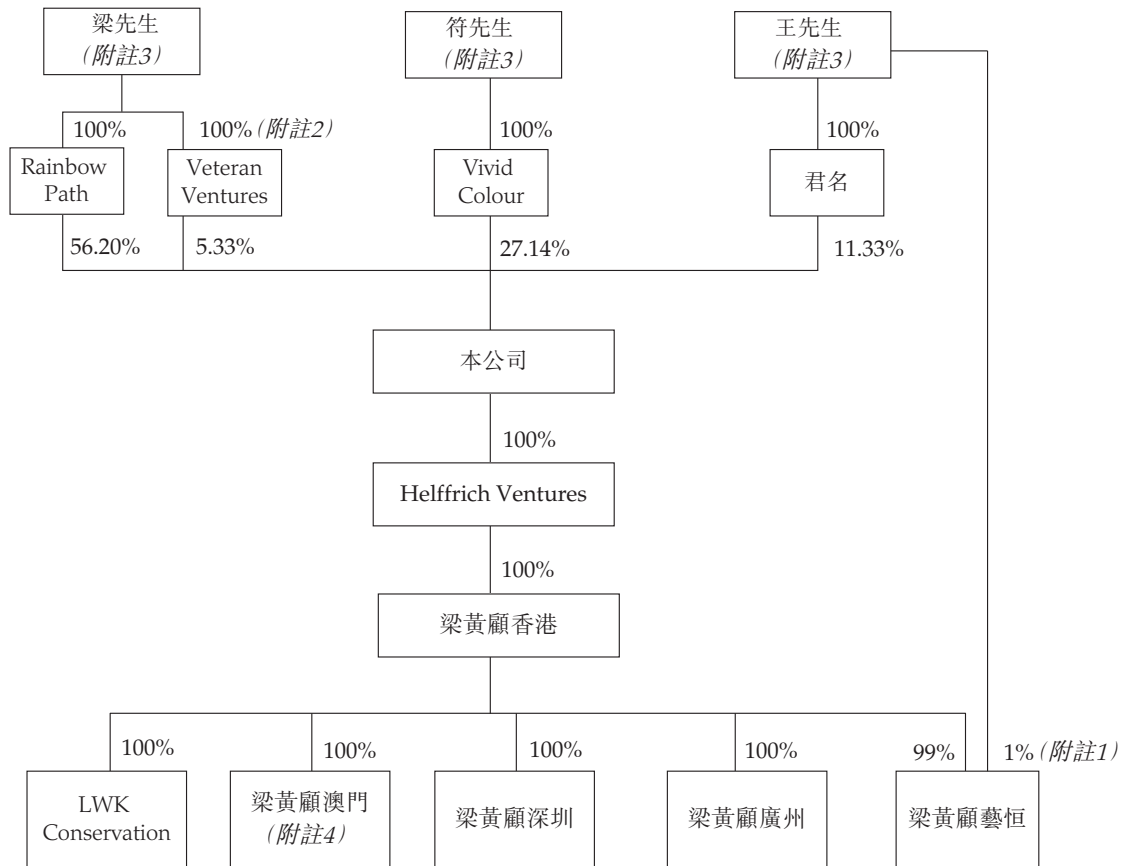 梁先生
(附註3)
符先生
(附註3)
王先生
(附註3)
100%
100% (附註2)
100%
100%
Rainbow
Path
Veteran
Ventures
Vivid
Colour
君名
56.20%
5.33%
27.14%
11.33%
本公司
100%
Helffrich Ventures
100%
梁黃顧香港
100%
100%
100%
100%
99%
1% (附註1)
LWK
Conservation
梁黃顧澳門
(附註4)
梁黃顧深圳
梁黃顧廣州
梁黃顧藝恒